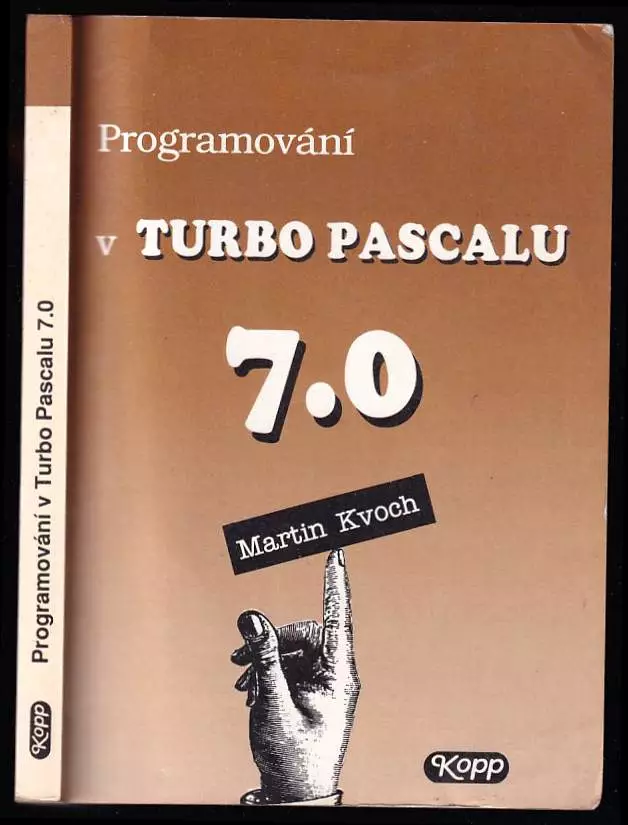 Programování
v TURBO PASCALU
7.0
Martin Kvoch
Kopp
Programování v Turbo Pascalu 7.0
Kopp